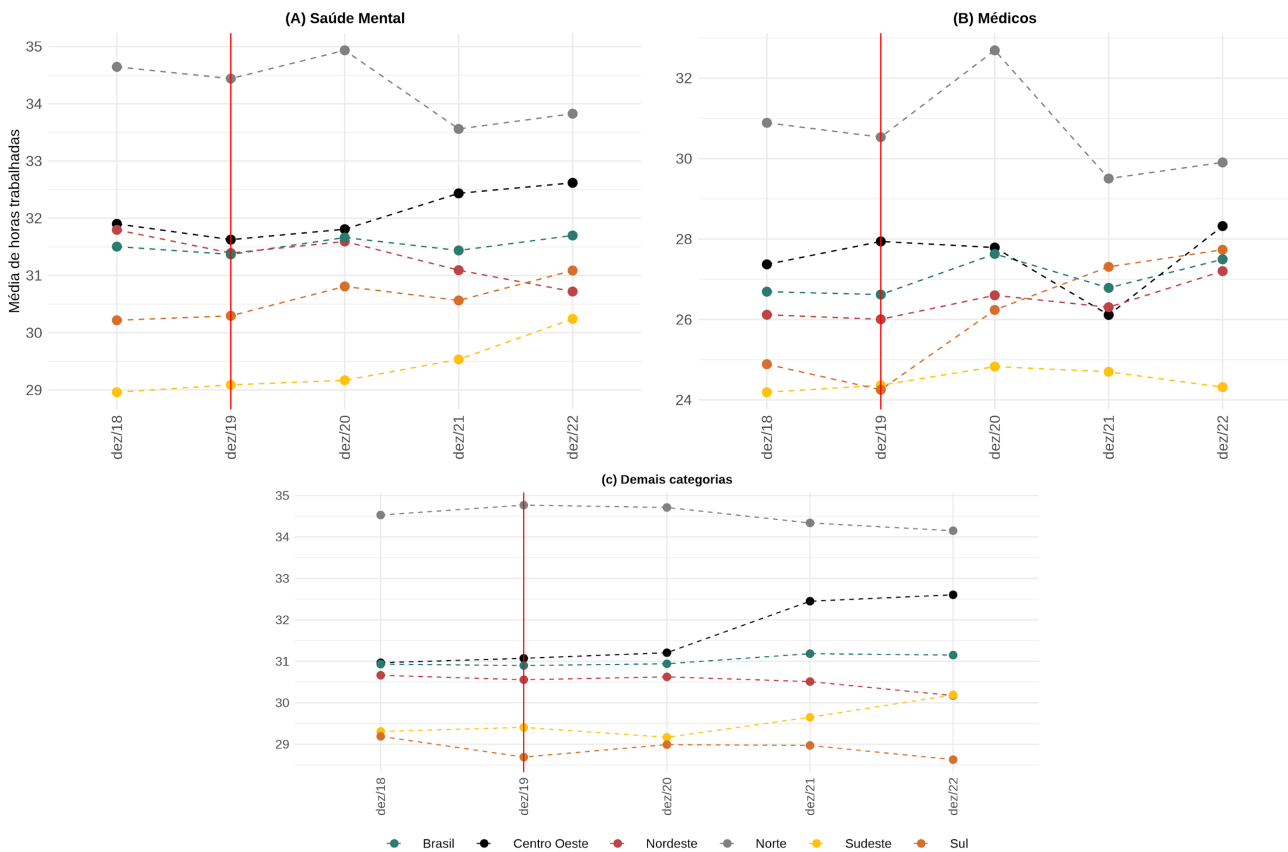 (A) Saúde Mental
Média de horas trabalhadas
35
34
33
32
31
30
29
dez/18
dez/19
dez/20
dez/21
dez/22
(B) Médicos
32
30
28
26
24
dez/18
dez/19
dez/20
dez/21
dez/22
(c) Demais categorias
35
34
33
32
31
30
29
dez/18
dez/19
dez/20
dez/21
dez/22
Brasil Centro Oeste Nordeste Norte Sudeste Sul